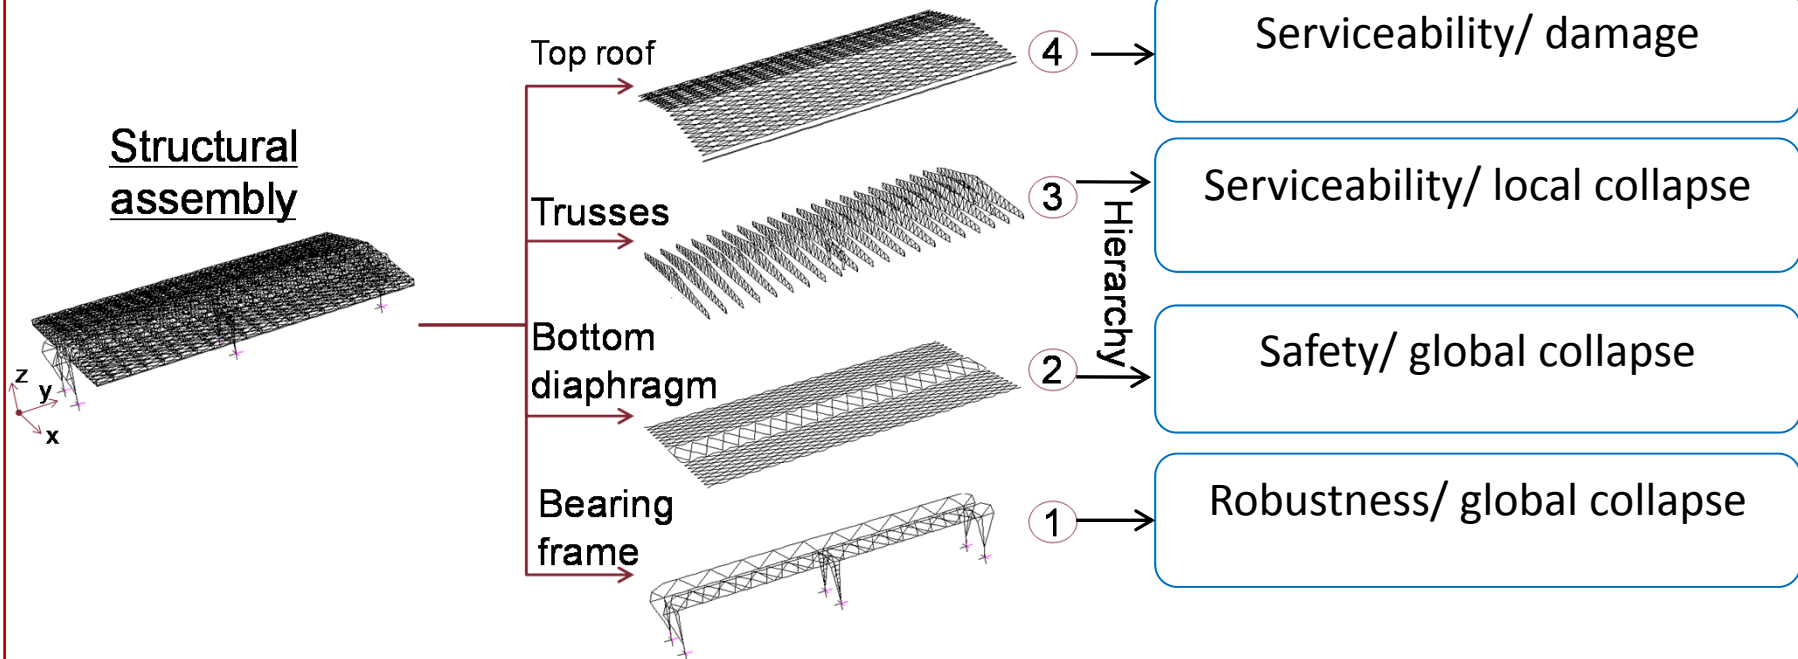 Structural
assembly
z
y
x
Top roof
4
Serviceability/ damage
Trusses
3
Serviceability/ local collapse
Hierarchy
Bottom
diaphragm
2
Safety/ global collapse
Bearing
frame
1
Robustness/ global collapse